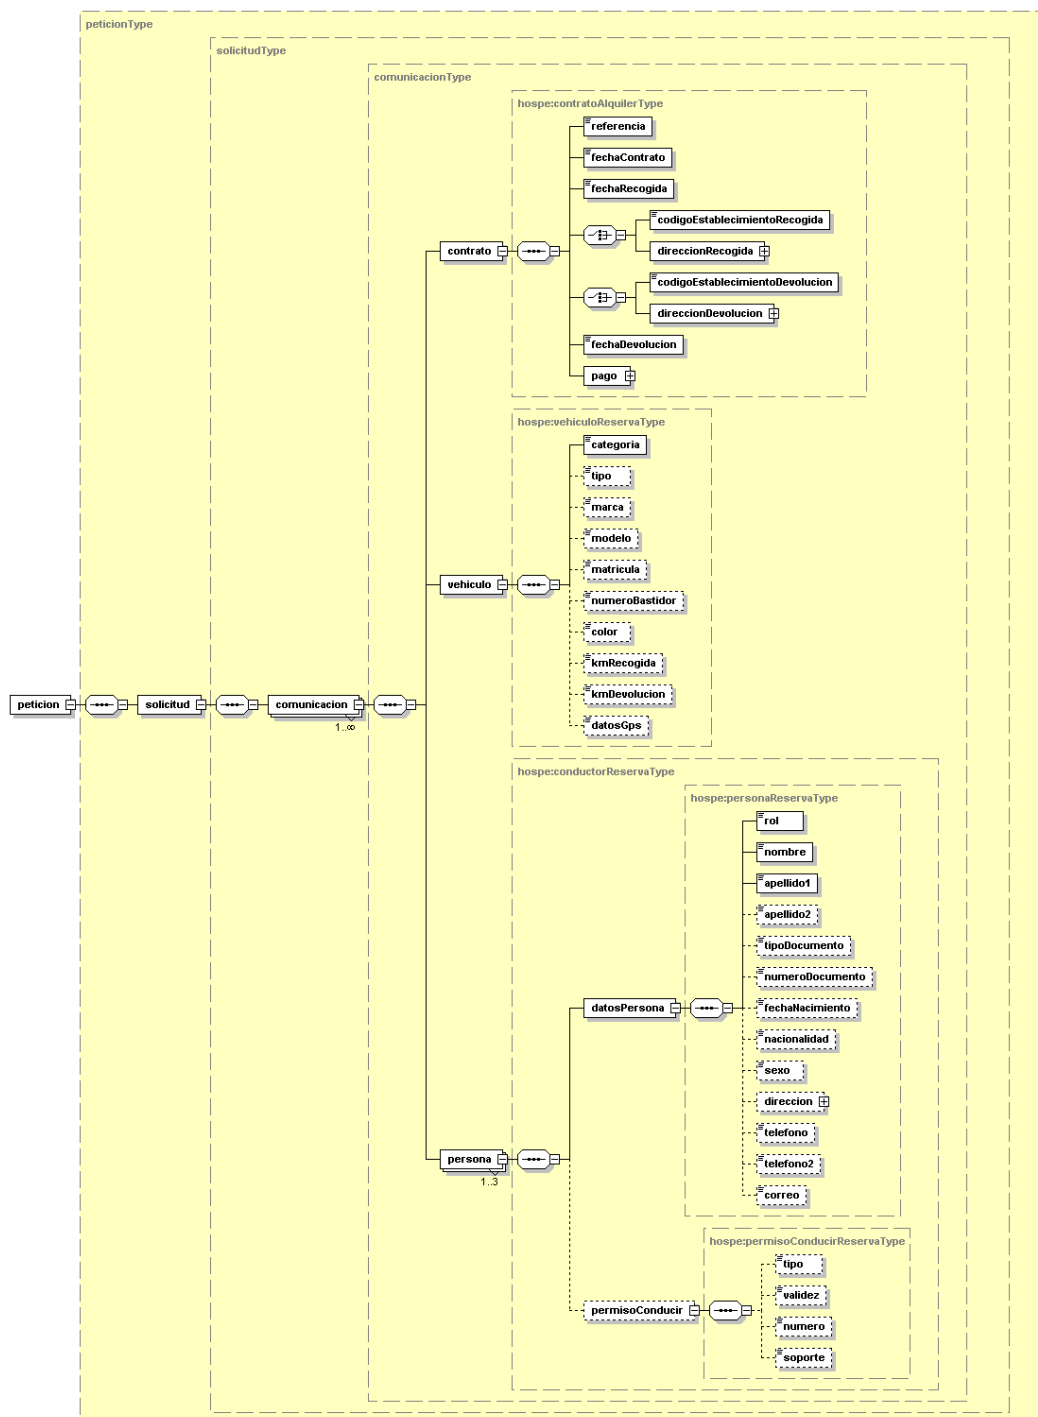 peticionType
solicitudType
comunicacionType
hospe:contratoAlquilerType
referencia
fechaContrato
fechaRecogida
codigoEstablecimientoRecogida
contrato
direccionRecogida
codigoEstablecimientoDevolucion
direccionDevolucion
fechaDevolucion
pago
hospe:vehiculoReservaType
categoria
tipo
marca
modelo
matricula
vehiculo
numeroBastidor
color
kmRecogida
kmDevolucion
peticion
solicitud
comunicacion
1..∞
datosGps
hospe:conductorReservaType
hospe:personaReservaType
rol
nombre
apellido1
apellido2
tipoDocumento
numeroDocumento
datosPersona
fechaNacimiento
nacionalidad
sexo
direccion
telefono
persona
1..3
telefono2
correo
hospe:permisoConducirReservaType
tipo
validez
permisoConducir
numero
soporte